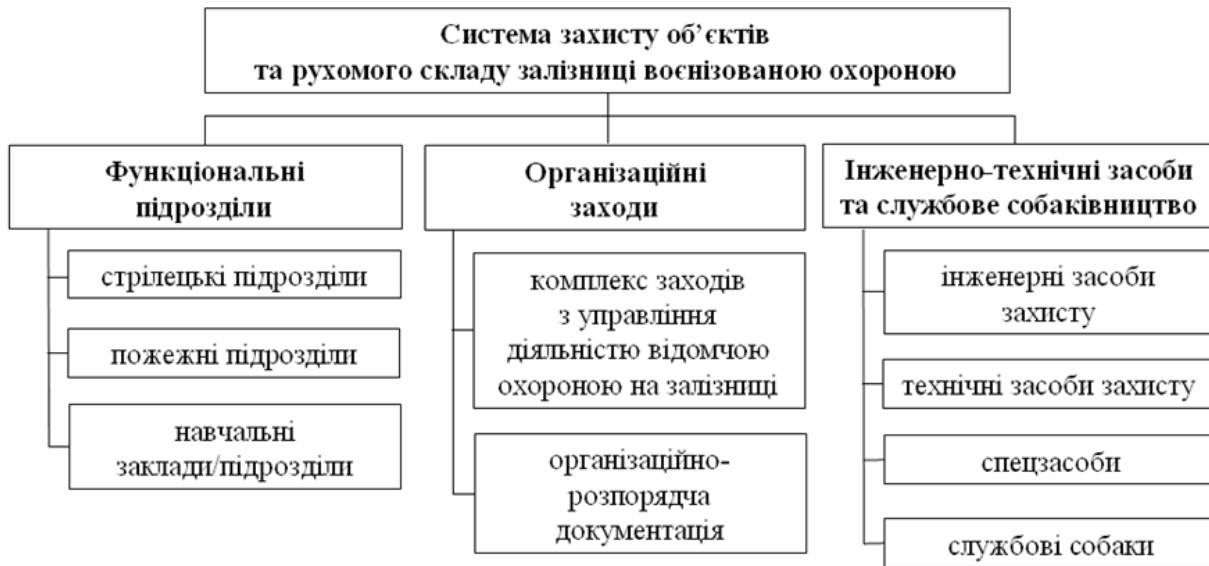 Система захисту об’єктів
та рухомого складу залізниці воєнізованою охороною
Функціональні
підрозділи
стрілецькі підрозділи
пожежні підрозділи
навчальні
заклади/підрозділи
Організаційні
заходи
комплекс заходів
з управління
діяльністю відомчою
охороною на залізниці
організаційно-
розпорядча
документація
Інженерно-технічні засоби
та службове собаківництво
інженерні засоби
захисту
технічні засоби захисту
спецзасоби
службові собаки